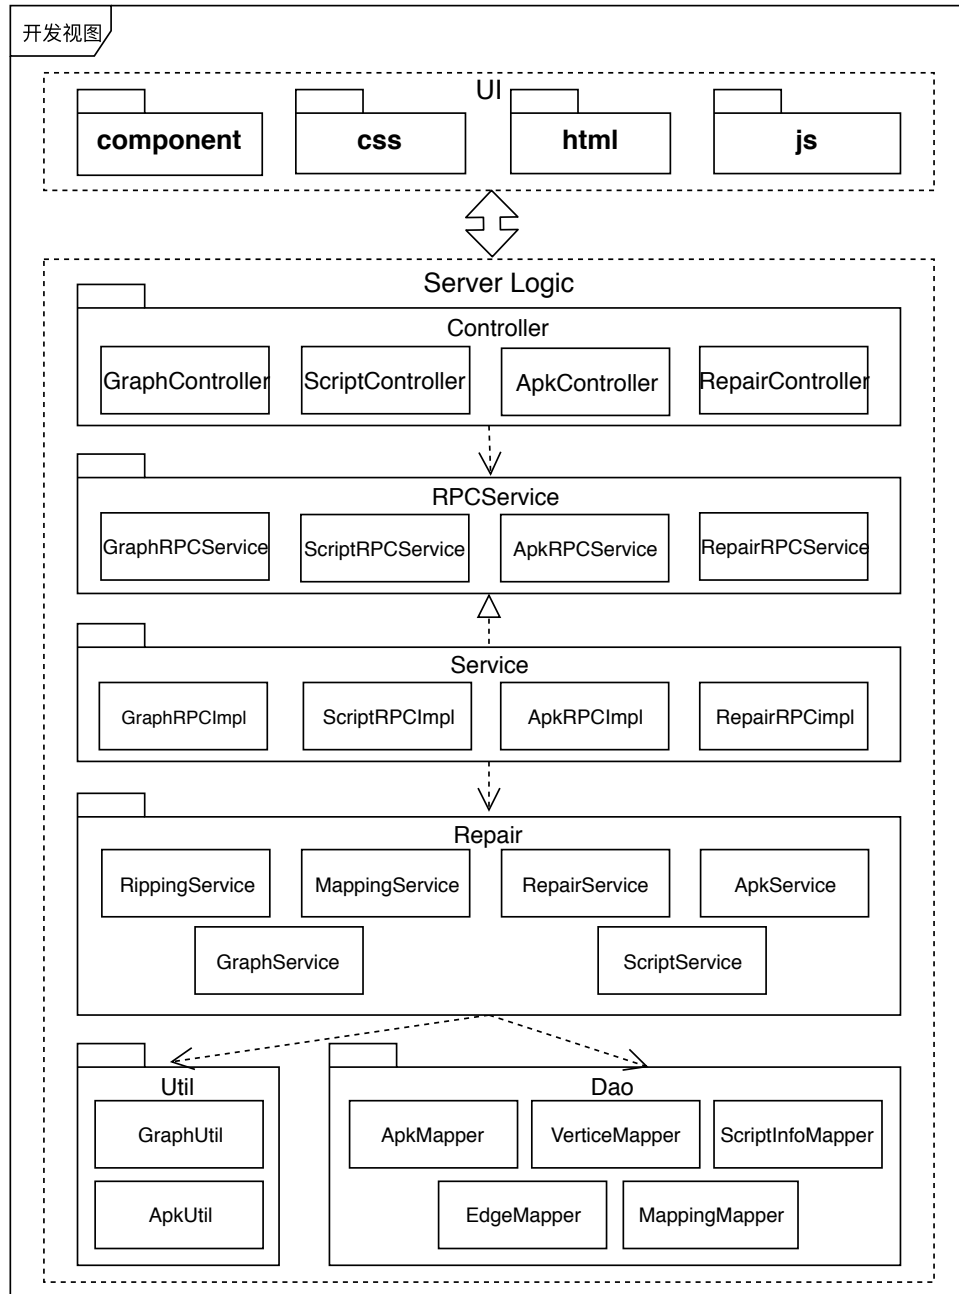 开发视图
UI
component
css
html
js
Server Logic
Controller
GraphController
ScriptController
ApkController
RepairController
RPCService
GraphRPCService
ScriptRPCService
ApkRPCService
RepairRPCService
Service
GraphRPCImpl
ScriptRPCImpl
ApkRPCImpl
RepairRPCimpl
Repair
RippingService
MappingService
RepairService
ApkService
GraphService
ScriptService
Util
GraphUtil
ApkUtil
Dao
ApkMapper
VerticeMapper
ScriptInfoMapper
EdgeMapper
MappingMapper